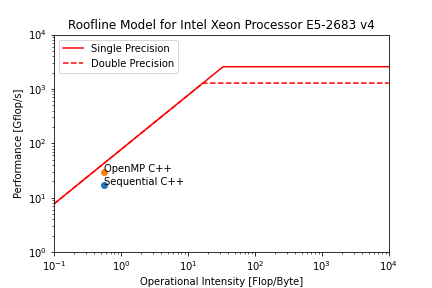 Roofline Model for Intel Xeon Processor E5-2683 v4
Single Precision
Double Precision
10⁴
10³
10²
10¹
10⁰
Performance [Gflop/s]
OpenMP C++
Sequential C++
10⁻¹ 10⁰ 10¹ 10² 10³ 10⁴
Operational Intensity [Flop/Byte]